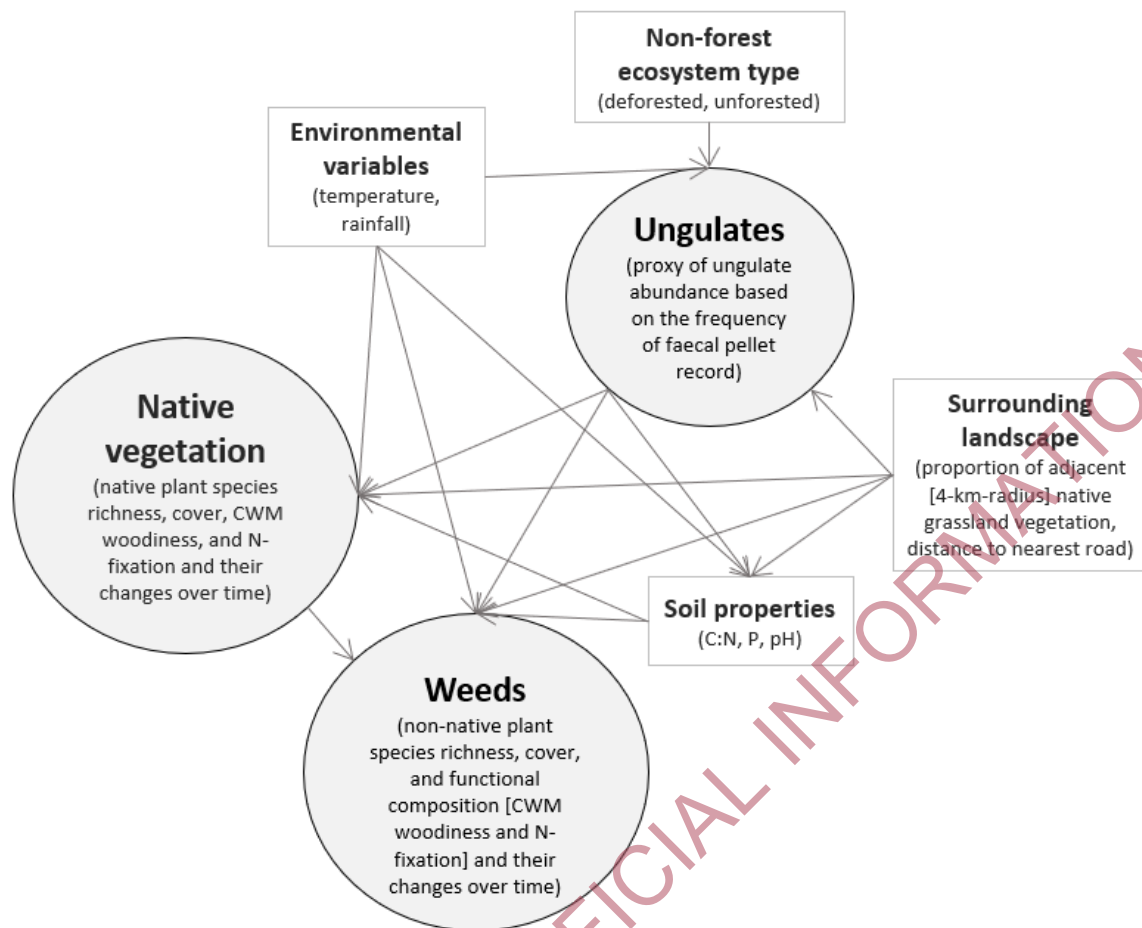 Non-forest
ecosystem type
(deforested, unforested)
Environmental
variables
(temperature,
rainfall)
Ungulates
(proxy of ungulate
abundance based
on the frequency
of faecal pellet
record)
Native
vegetation
(native plant species
richness, cover, CWM
woodiness, and N-
fixation and their
changes over time)
Surrounding
landscape
(proportion of adjacent
[4-km-radius] native
grassland vegetation,
distance to nearest road)
Soil properties
(C:N, P, pH)
Weeds
(non-native plant
species richness, cover,
and functional
composition [CWM
woodiness and N-
fixation] and their
changes over time)
FICIAL INFORMATION